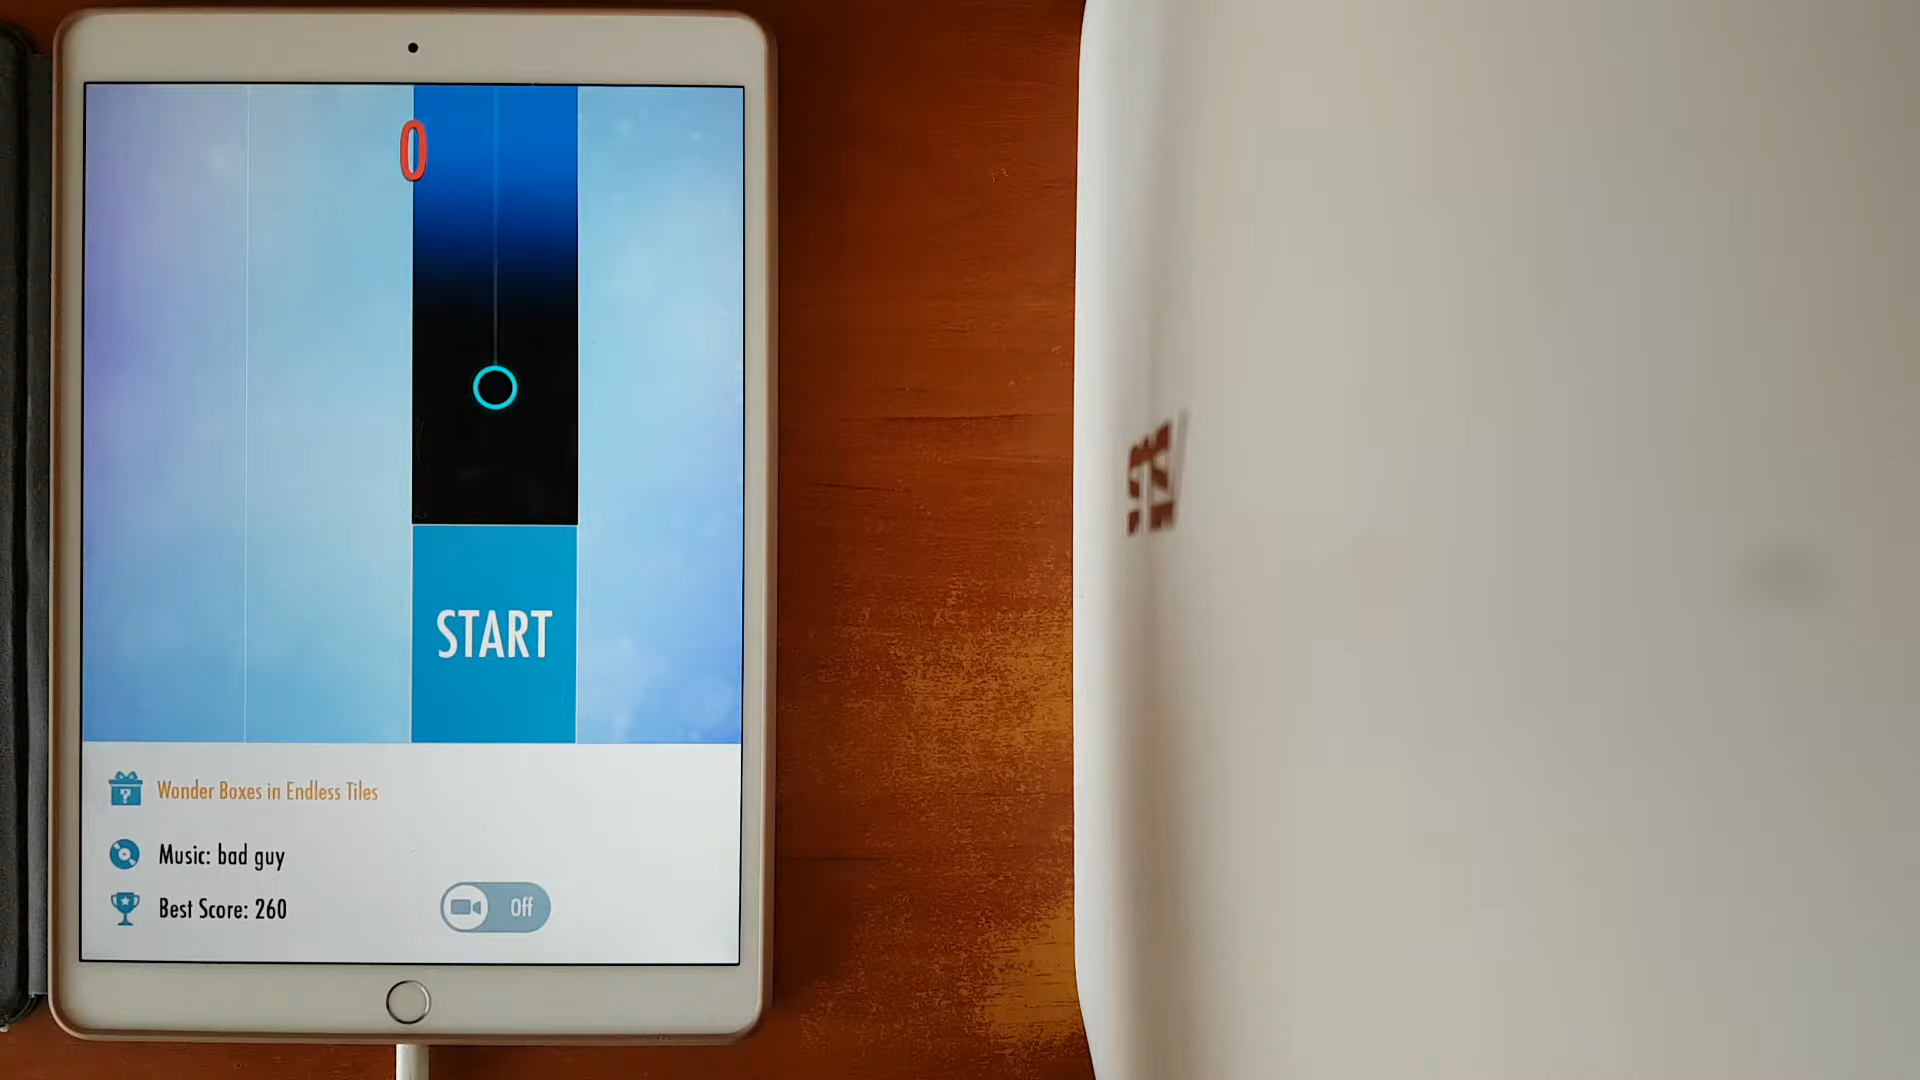 0
START
Wonder Boxes in Endless Tiles
Music: bad guy
Best Score: 260
Off